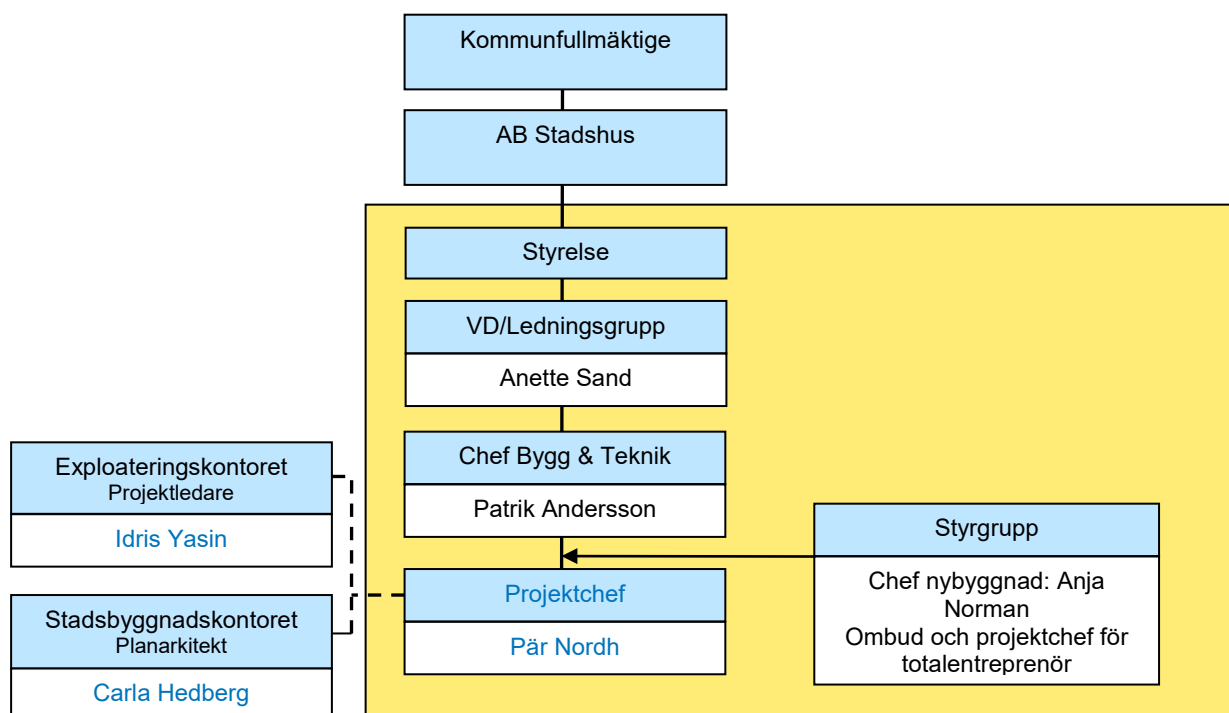 Kommunfullmäktige
AB Stadshus
Styrelse
VD/Ledningsgrupp
Anette Sand
Chef Bygg & Teknik
Patrik Andersson
Exploateringskontoret
Projektledare
Idris Yasin
Stadsbyggnadskontoret
Planarkitekt
Carla Hedberg
Projektchef
Pär Nordh
Styrgrupp
Chef nybyggnad: Anja
Norman
Ombud och projektchef för
totalentreprenör